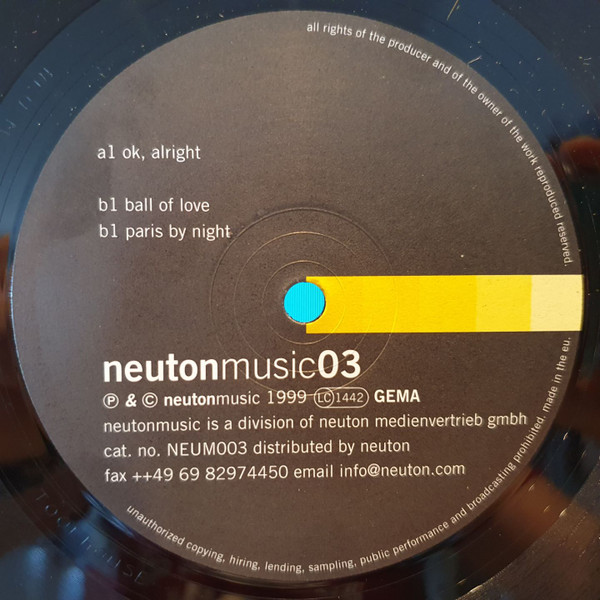 all rights of the producer and of the owner of the work reproduced reserved.
a1 ok, alright
b1 ball of love
b1 paris by night
neutonmusic03
℗ & © neutonmusic 1999 LC 1442 GEMA
neutonmusic is a division of neuton medienvertrieb gmbh
cat. no. NEUM003 distributed by neuton
fax ++49 69 82974450 email info@neuton.com
unauthorized copying, hiring, lending, sampling, public performance and broadcasting prohibited. made in the eu.